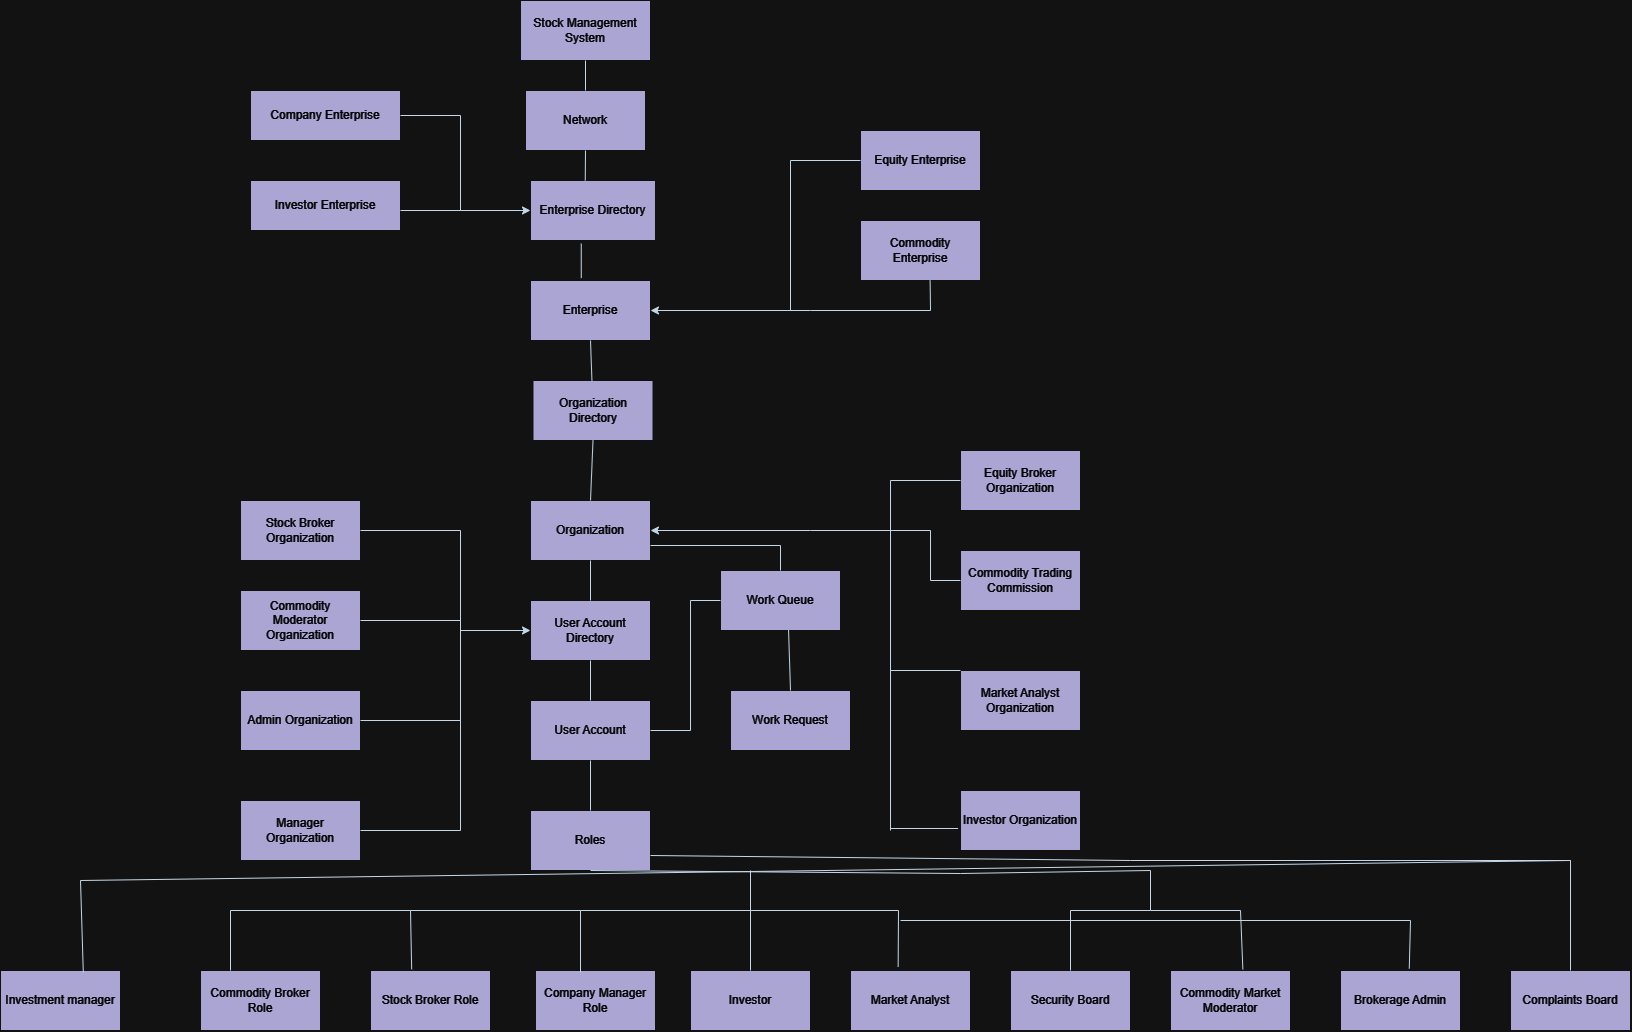 Stock Management
System
Company Enterprise
Network
Equity Enterprise
Investor Enterprise
Enterprise Directory
Commodity
Enterprise
Enterprise
Organization
Directory
Equity Broker
Organization
Stock Broker
Organization
Organization
Commodity Trading
Commission
Commodity
Moderator
Organization
User Account
Directory
Work Queue
Market Analyst
Organization
Admin Organization
User Account
Work Request
Manager
Organization
Roles
Investor Organization
Investment manager
Commodity Broker
Role
Stock Broker Role
Company Manager
Role
Investor
Market Analyst
Security Board
Commodity Market
Moderator
Brokerage Admin
Complaints Board